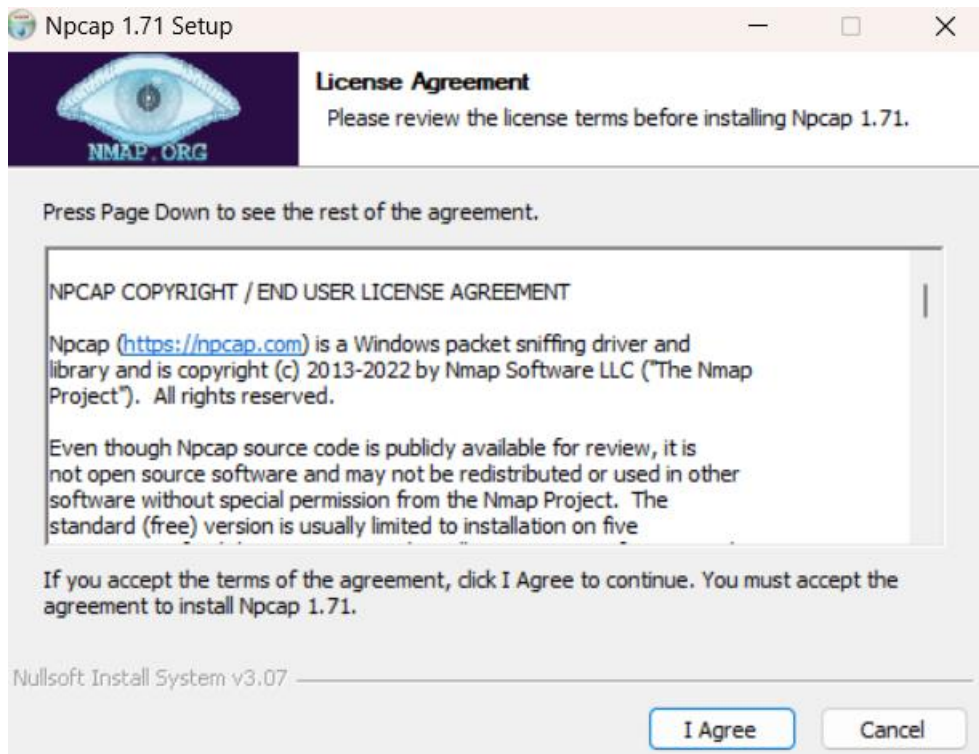 Npcap 1.71 Setup
NMAP.ORG
License Agreement
Please review the license terms before installing Npcap 1.71.
Press Page Down to see the rest of the agreement.
NPCAP COPYRIGHT / END USER LICENSE AGREEMENT
Npcap (https://npcap.com) is a Windows packet sniffing driver and
library and is copyright (c) 2013-2022 by Nmap Software LLC ("The Nmap
Project").  All rights reserved.
Even though Npcap source code is publicly available for review, it is
not open source software and may not be redistributed or used in other
software without special permission from the Nmap Project.  The
standard (free) version is usually limited to installation on five
If you accept the terms of the agreement, click I Agree to continue. You must accept the
agreement to install Npcap 1.71.
Nullsoft Install System v3.07
I Agree
Cancel